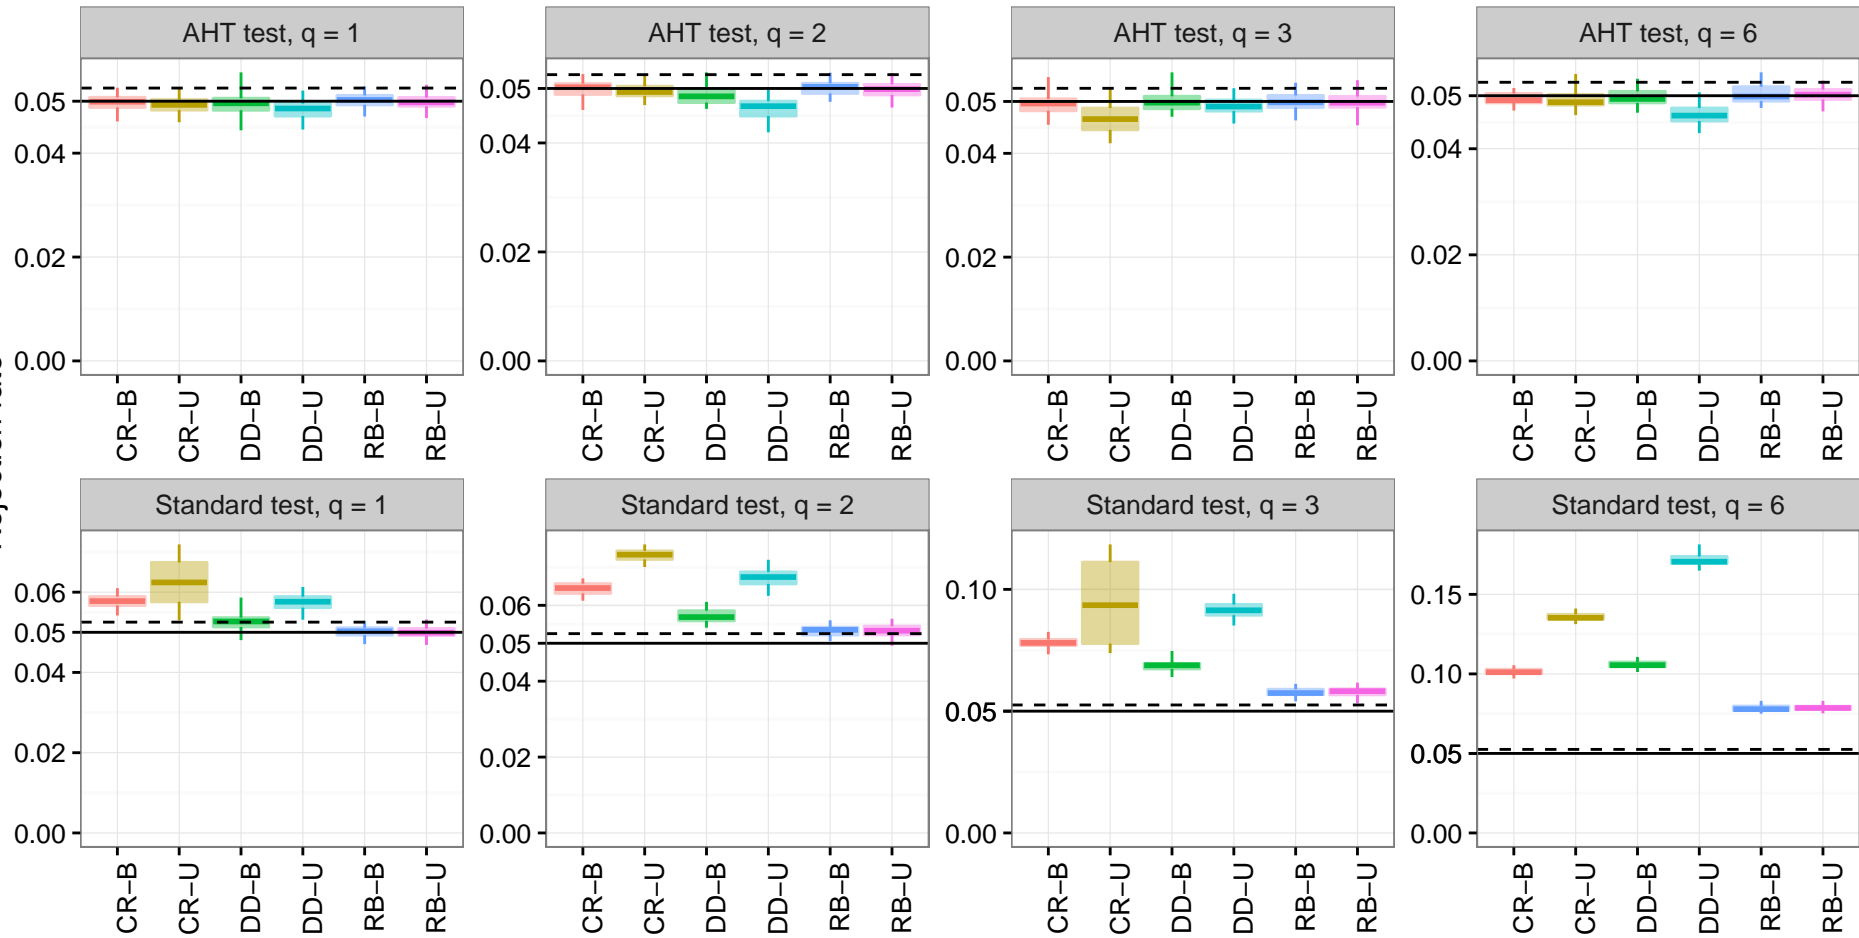 AHT test, q = 1
AHT test, q = 2
AHT test, q = 3
AHT test, q = 6
0.05
0.04
0.02
0.00
0.05
0.04
0.02
0.00
0.05
0.04
0.02
0.00
0.05
0.04
0.02
0.00
CR−B
CR−U
DD−B
DD−U
RB−B
RB−U
CR−B
CR−U
DD−B
DD−U
RB−B
RB−U
CR−B
CR−U
DD−B
DD−U
RB−B
RB−U
CR−B
CR−U
DD−B
DD−U
RB−B
RB−U
Standard test, q = 1
Standard test, q = 2
Standard test, q = 3
Standard test, q = 6
0.06
0.05
0.04
0.02
0.00
0.06
0.05
0.04
0.02
0.00
0.10
0.05
0.00
0.15
0.10
0.05
0.00
CR−B
CR−U
DD−B
DD−U
RB−B
RB−U
CR−B
CR−U
DD−B
DD−U
RB−B
RB−U
CR−B
CR−U
DD−B
DD−U
RB−B
RB−U
CR−B
CR−U
DD−B
DD−U
RB−B
RB−U